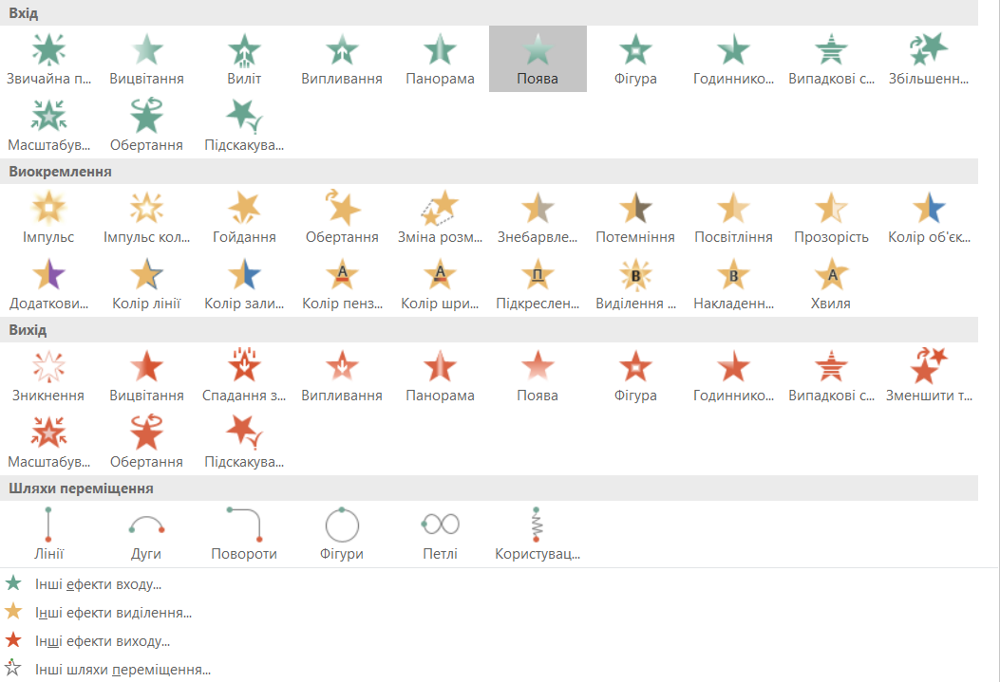 Вхід
Звичайна п... Вицвітання Виліт Випливання Панорама Поява Фігура Годиннико... Випадкові с... Збільшенн...
Масштабув... Обертання Підскакува...
Виокремлення
Імпульс Імпульс кол... Гойдання Обертання Зміна розм... Знебарвле... Потемніння Посвітління Прозорість Колір об'єк...
А А П В В А
Додаткови... Колір лінії Колір зали... Колір пенз... Колір шри... Підкреслен... Виділення ... Накладенн... Хвиля
Вихід
Зникнення Вицвітання Спадання з... Випливання Панорама Поява Фігура Годиннико... Випадкові с... Зменшити т...
Масштабув... Обертання Підскакува...
Шляхи переміщення
Лінії Дуги Повороти Фігури Петлі Користувац...
Інші ефекти входу...
Інші ефекти виділення...
Інші ефекти виходу...
Інші шляхи переміщення...